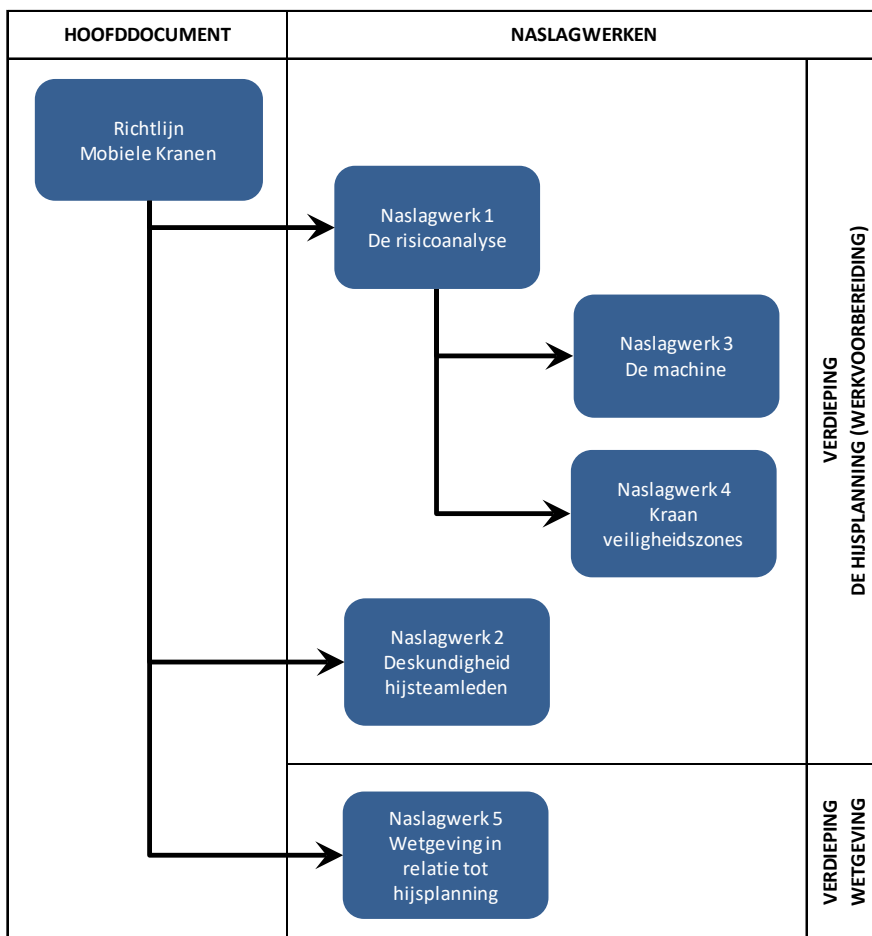 HOOFDDOCUMENT
NASLAGWERKEN
Richtlijn
Mobiele Kranen
Naslagwerk 1
De risicoanalyse
Naslagwerk 3
De machine
Naslagwerk 4
Kraan
veiligheidszones
Naslagwerk 2
Deskundigheid
hijsteamleden
VERDIEPING
DE HIJSPLANNING (WERKVOORBEREIDING)
Naslagwerk 5
Wetgeving in
relatie tot
hijsplanning
VERDIEPING
WETGEVING